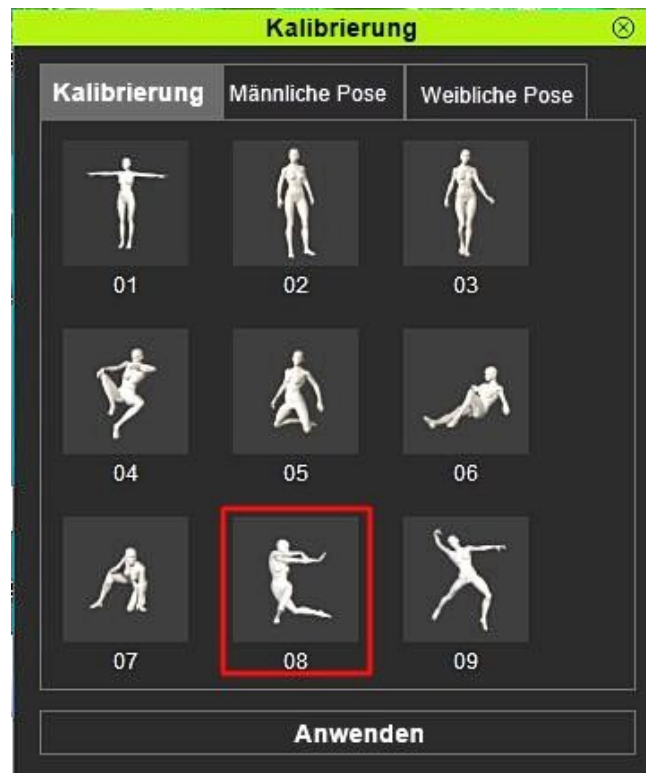 Kalibrierung
Kalibrierung Männliche Pose Weibliche Pose
01 02 03
04 05 06
07 08 09
Anwenden